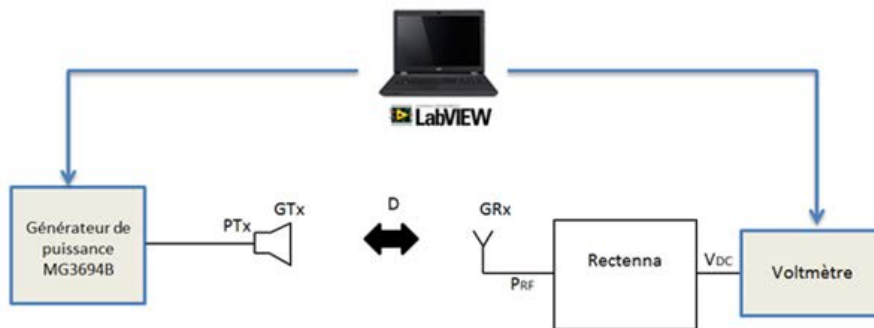 LabVIEW
D
GTx
GRx
PTx
Générateur de
puissance
MG3694B
PRF
Rectenna
VDC
Voltmètre